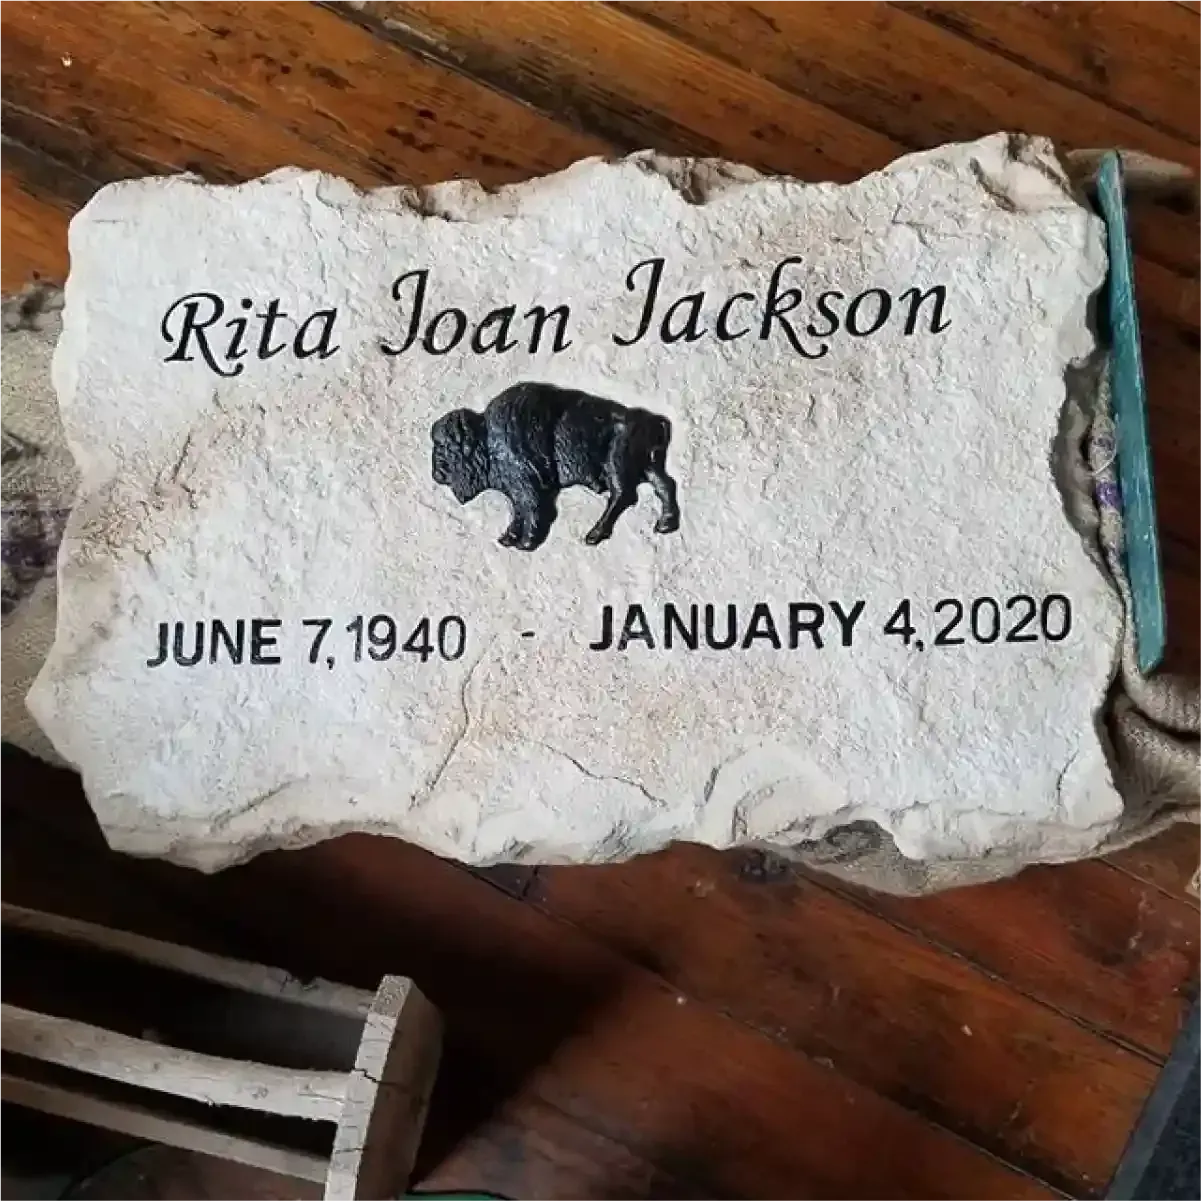 Rita Joan Jackson
JUNE 7, 1940 - JANUARY 4, 2020